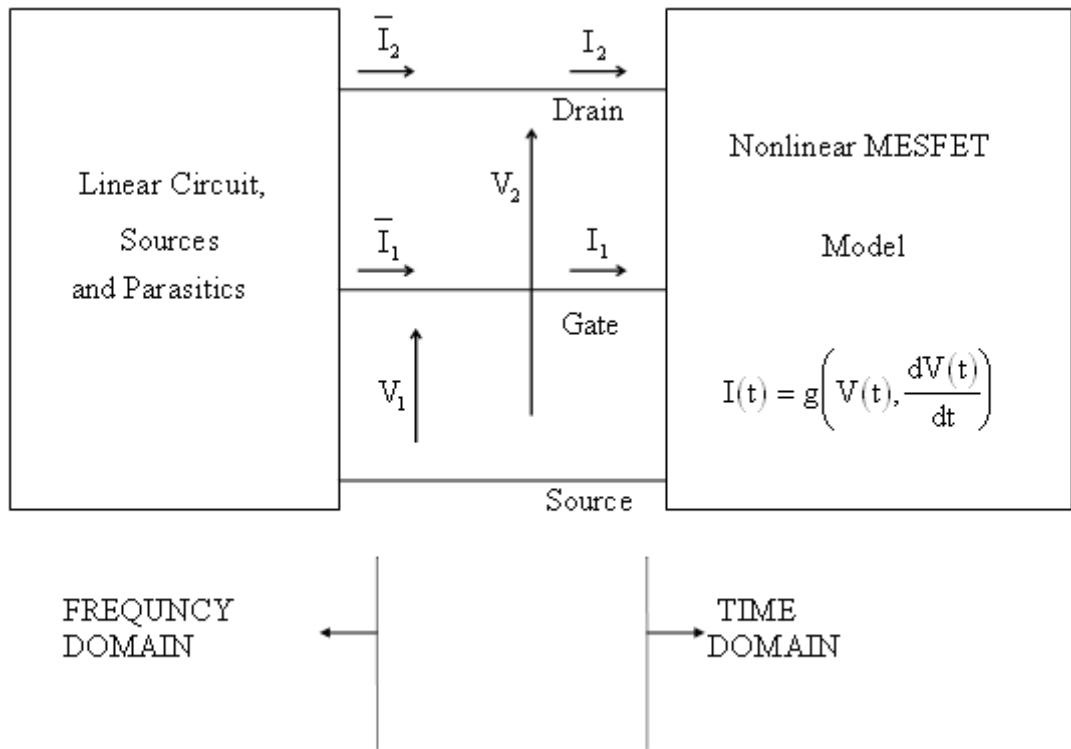 Ī₂
I₂
Drain
V₂
Linear Circuit,
Sources
and Parasitics
Nonlinear MESFET
Model
Ī₁
I₁
Gate
V₁
I(t) = g(V(t), dV(t)/dt)
Source
FREQUNCY
DOMAIN
TIME
DOMAIN